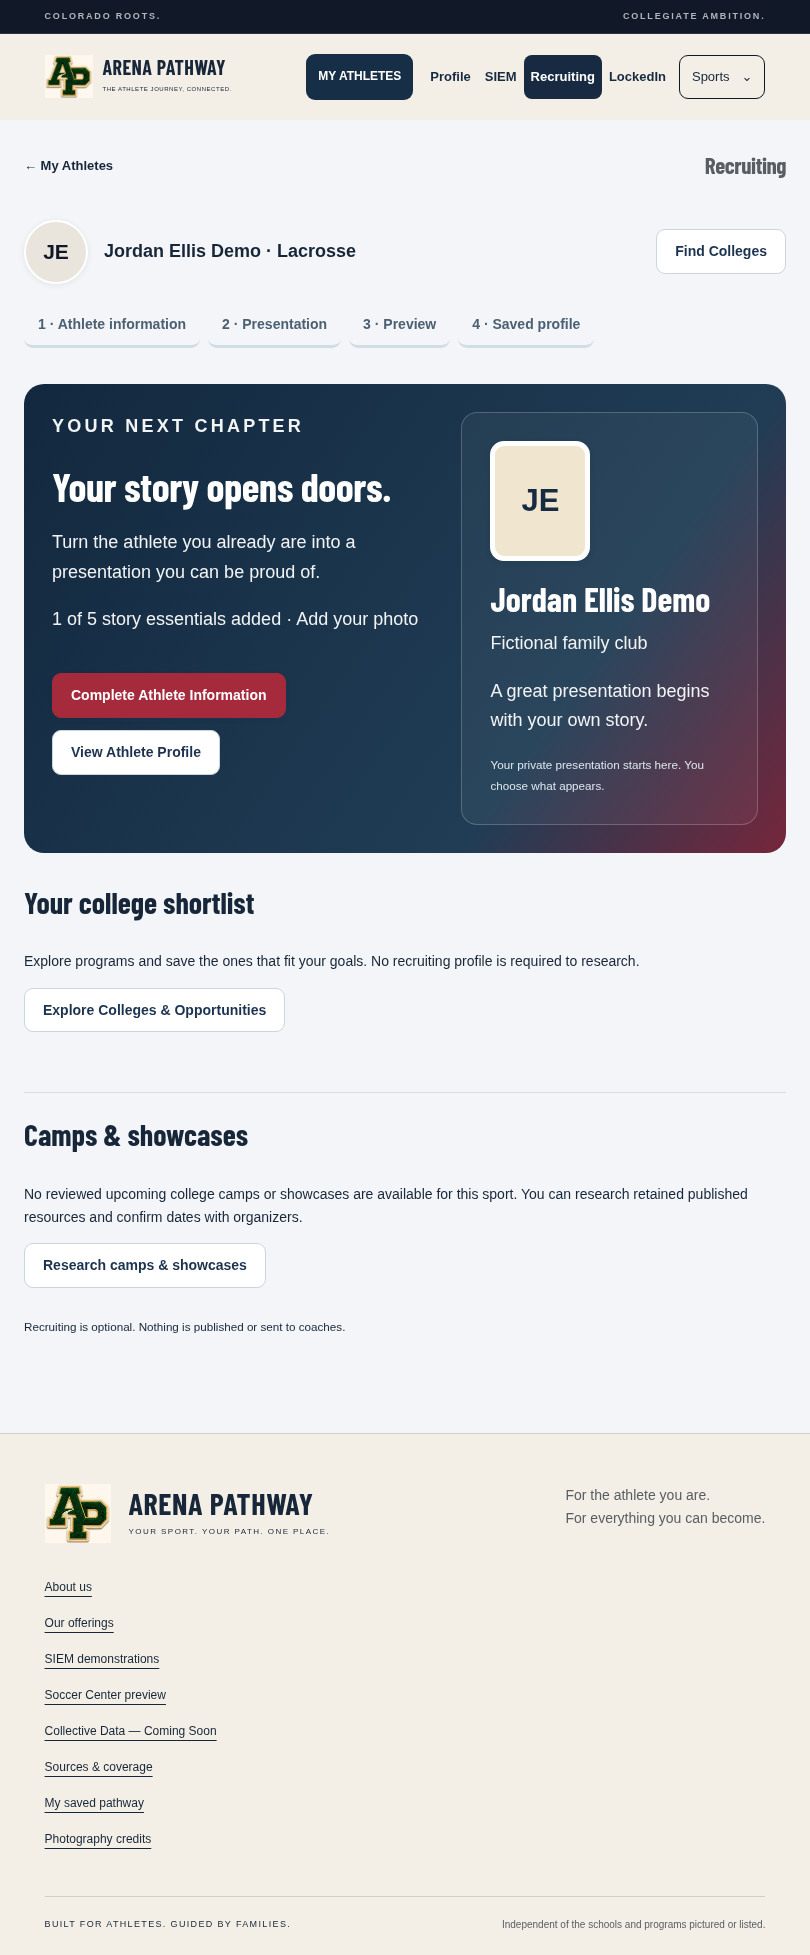 COLORADO ROOTS.
COLLEGIATE AMBITION.
AP
ARENA PATHWAY
THE ATHLETE JOURNEY, CONNECTED.
MY ATHLETES
Profile
SIEM
Recruiting
LockedIn
Sports
← My Athletes
Recruiting
JE
Jordan Ellis Demo · Lacrosse
Find Colleges
1 · Athlete information
2 · Presentation
3 · Preview
4 · Saved profile
YOUR NEXT CHAPTER
Your story opens doors.
Turn the athlete you already are into a
presentation you can be proud of.
1 of 5 story essentials added · Add your photo
Complete Athlete Information
View Athlete Profile
JE
Jordan Ellis Demo
Fictional family club
A great presentation begins
with your own story.
Your private presentation starts here. You
choose what appears.
Your college shortlist
Explore programs and save the ones that fit your goals. No recruiting profile is required to research.
Explore Colleges & Opportunities
Camps & showcases
No reviewed upcoming college camps or showcases are available for this sport. You can research retained published
resources and confirm dates with organizers.
Research camps & showcases
Recruiting is optional. Nothing is published or sent to coaches.
AP
ARENA PATHWAY
YOUR SPORT. YOUR PATH. ONE PLACE.
For the athlete you are.
For everything you can become.
About us
Our offerings
SIEM demonstrations
Soccer Center preview
Collective Data — Coming Soon
Sources & coverage
My saved pathway
Photography credits
BUILT FOR ATHLETES. GUIDED BY FAMILIES.
Independent of the schools and programs pictured or listed.